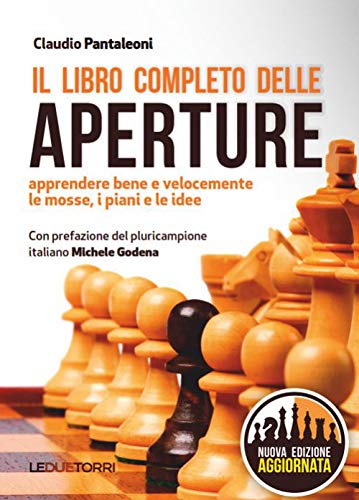 Claudio Pantaleoni
IL LIBRO COMPLETO DELLE
APERTURE
apprendere bene e velocemente
le mosse, i piani e le idee
Con prefazione del pluricampione
italiano Michele Godena
NUOVA EDIZIONE
AGGIORNATA
LEDUETORRI